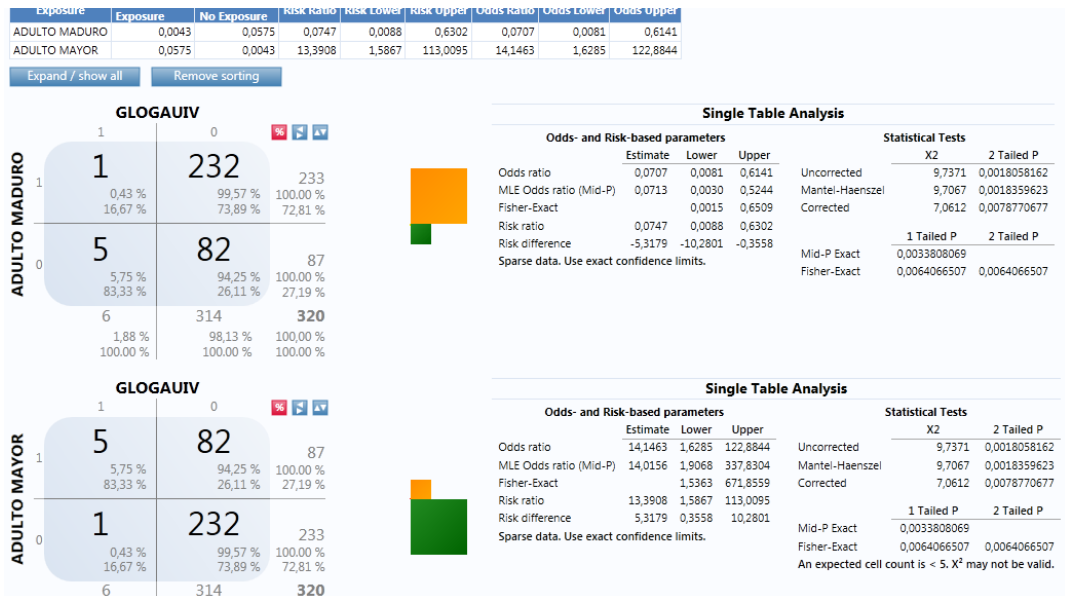 Exposure Exposure No Exposure Risk Ratio Risk Lower Risk Upper Odds Ratio Odds Lower Odds Upper
ADULTO MADURO 0,0043 0,0575 0,0747 0,0088 0,6302 0,0707 0,0081 0,6141
ADULTO MAYOR 0,0575 0,0043 13,3908 1,5867 113,0095 14,1463 1,6285 122,8844
Expand / show all Remove sorting
GLOGAUIV
1 0 %
ADULTO MADURO
1 1 232 233
0,43 % 99,57 % 100.00 %
16,67 % 73,89 % 72,81 %
0 5 82 87
5,75 % 94,25 % 100.00 %
83,33 % 26,11 % 27,19 %
6 314 320
1,88 % 98,13 % 100,00 %
100.00 % 100.00 % 100.00 %
Single Table Analysis
Odds- and Risk-based parameters
Estimate Lower Upper
Odds ratio 0,0707 0,0081 0,6141
MLE Odds ratio (Mid-P) 0,0713 0,0030 0,5244
Fisher-Exact 0,0015 0,6509
Risk ratio 0,0747 0,0088 0,6302
Risk difference -5,3179 -10,2801 -0,3558
Sparse data. Use exact confidence limits.
Statistical Tests
X2 2 Tailed P
Uncorrected 9,7371 0,0018058162
Mantel-Haenszel 9,7067 0,0018359623
Corrected 7,0612 0,0078770677
1 Tailed P 2 Tailed P
Mid-P Exact 0,0033808069
Fisher-Exact 0,0064066507 0,0064066507
GLOGAUIV
1 0 %
ADULTO MAYOR
1 5 82 87
5,75 % 94,25 % 100.00 %
83,33 % 26,11 % 27,19 %
0 1 232 233
0,43 % 99,57 % 100.00 %
16,67 % 73,89 % 72,81 %
6 314 320
Single Table Analysis
Odds- and Risk-based parameters
Estimate Lower Upper
Odds ratio 14,1463 1,6285 122,8844
MLE Odds ratio (Mid-P) 14,0156 1,9068 337,8304
Fisher-Exact 1,5363 671,8559
Risk ratio 13,3908 1,5867 113,0095
Risk difference 5,3179 0,3558 10,2801
Sparse data. Use exact confidence limits.
Statistical Tests
X2 2 Tailed P
Uncorrected 9,7371 0,0018058162
Mantel-Haenszel 9,7067 0,0018359623
Corrected 7,0612 0,0078770677
1 Tailed P 2 Tailed P
Mid-P Exact 0,0033808069
Fisher-Exact 0,0064066507 0,0064066507
An expected cell count is < 5. X² may not be valid.